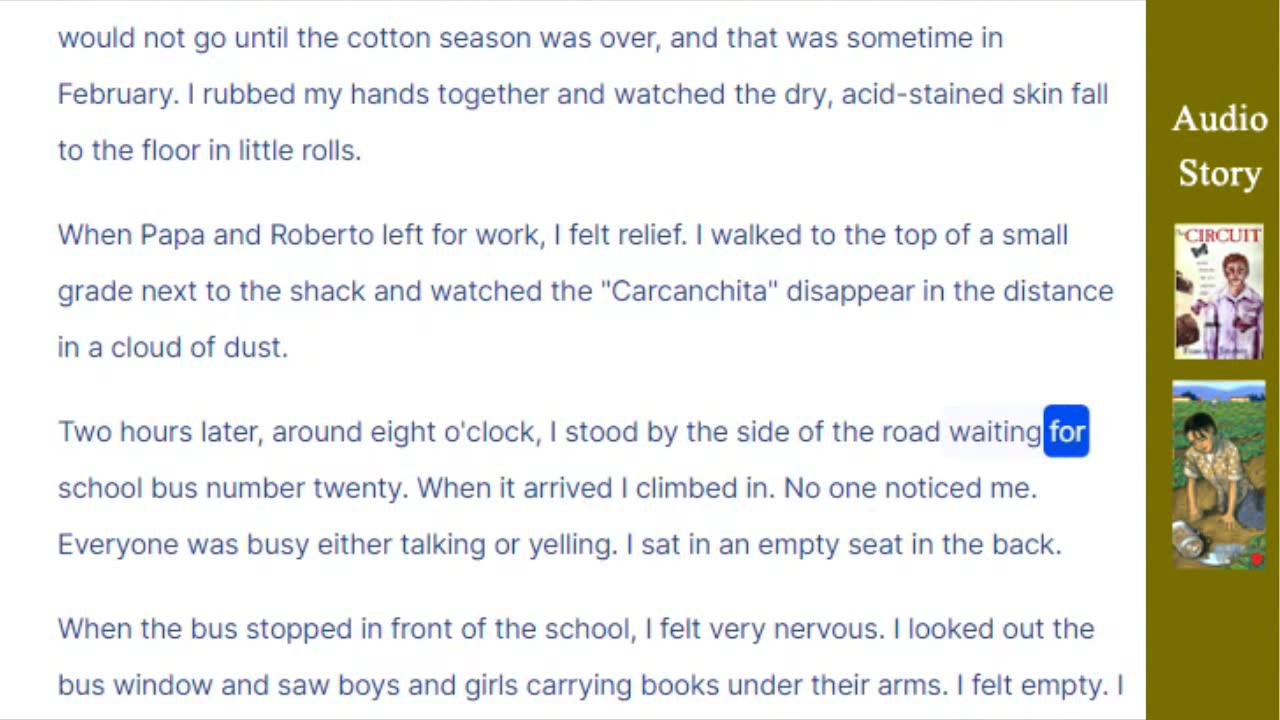 would not go until the cotton season was over, and that was sometime in
February. I rubbed my hands together and watched the dry, acid-stained skin fall
to the floor in little rolls.
When Papa and Roberto left for work, I felt relief. I walked to the top of a small
grade next to the shack and watched the "Carcanchita" disappear in the distance
in a cloud of dust.
Two hours later, around eight o'clock, I stood by the side of the road waiting for
school bus number twenty. When it arrived I climbed in. No one noticed me.
Everyone was busy either talking or yelling. I sat in an empty seat in the back.
When the bus stopped in front of the school, I felt very nervous. I looked out the
bus window and saw boys and girls carrying books under their arms. I felt empty. I
Audio
Story
The CIRCUIT